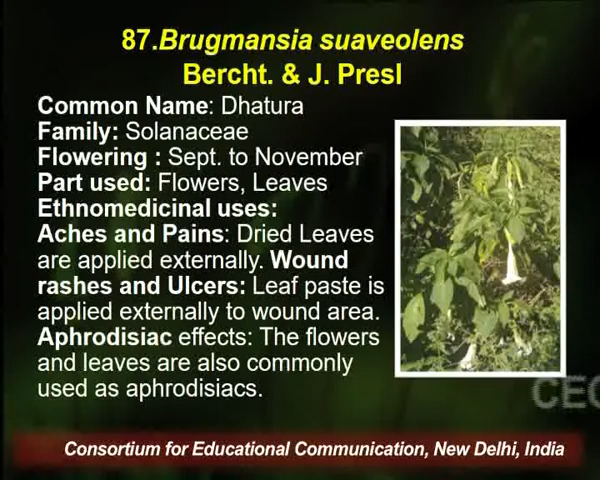 87.Brugmansia suaveolens
Bercht. & J. Presl
Common Name: Dhatura
Family: Solanaceae
Flowering : Sept. to November
Part used: Flowers, Leaves
Ethnomedicinal uses:
Aches and Pains: Dried Leaves
are applied externally. Wound
rashes and Ulcers: Leaf paste is
applied externally to wound area.
Aphrodisiac effects: The flowers
and leaves are also commonly
used as aphrodisiacs.
CEC
Consortium for Educational Communication, New Delhi, India